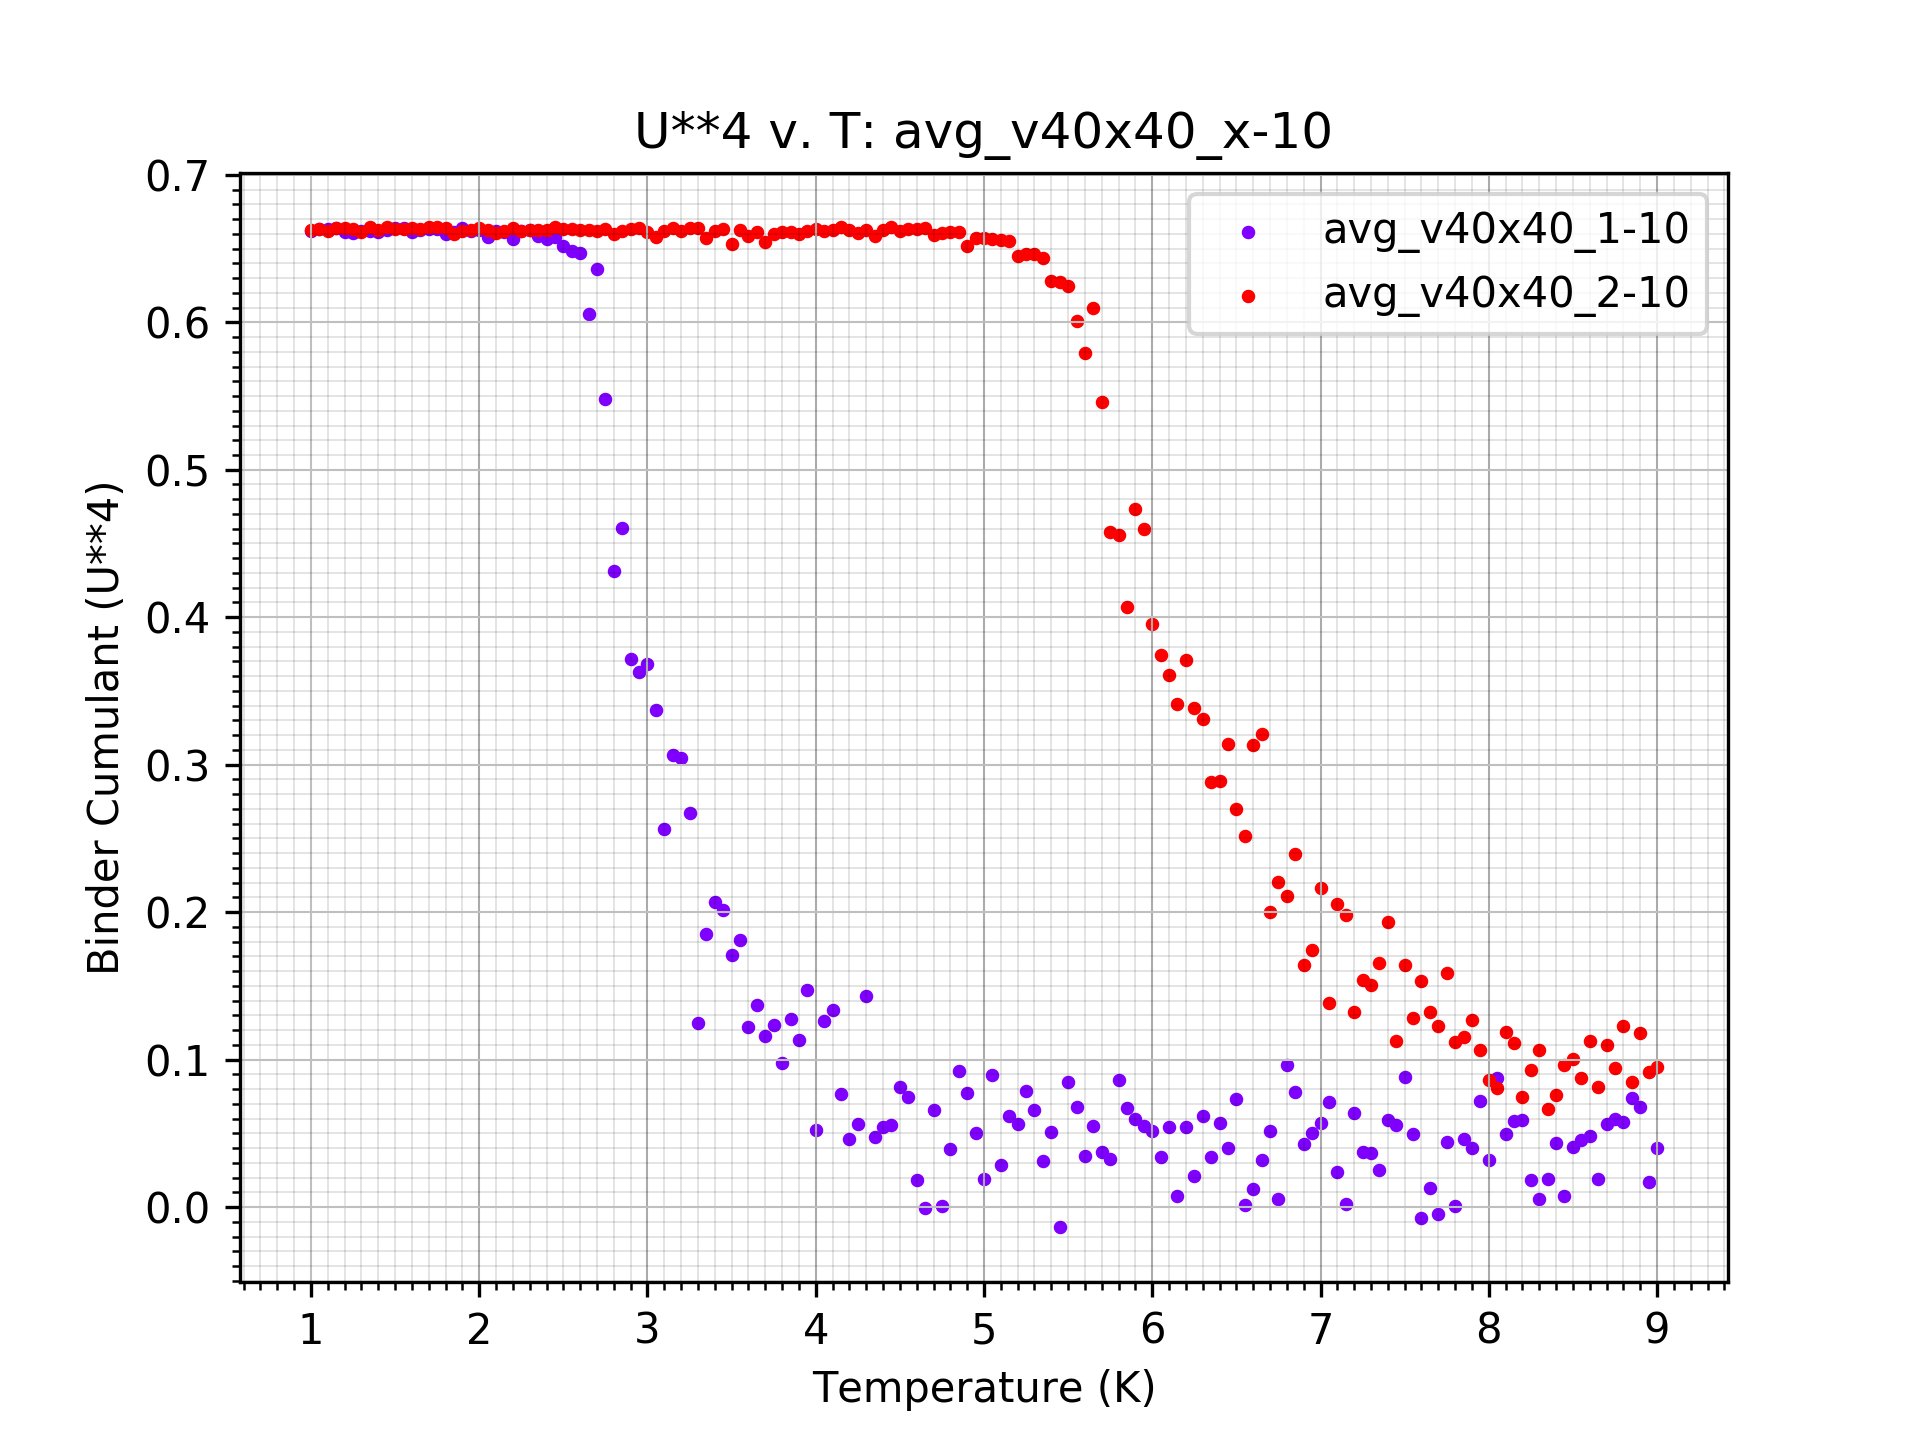 U**4 v. T: avg_v40x40_x-10
avg_v40x40_1-10
avg_v40x40_2-10
Binder Cumulant (U**4)
0.7
0.6
0.5
0.4
0.3
0.2
0.1
0.0
1 2 3 4 5 6 7 8 9
Temperature (K)